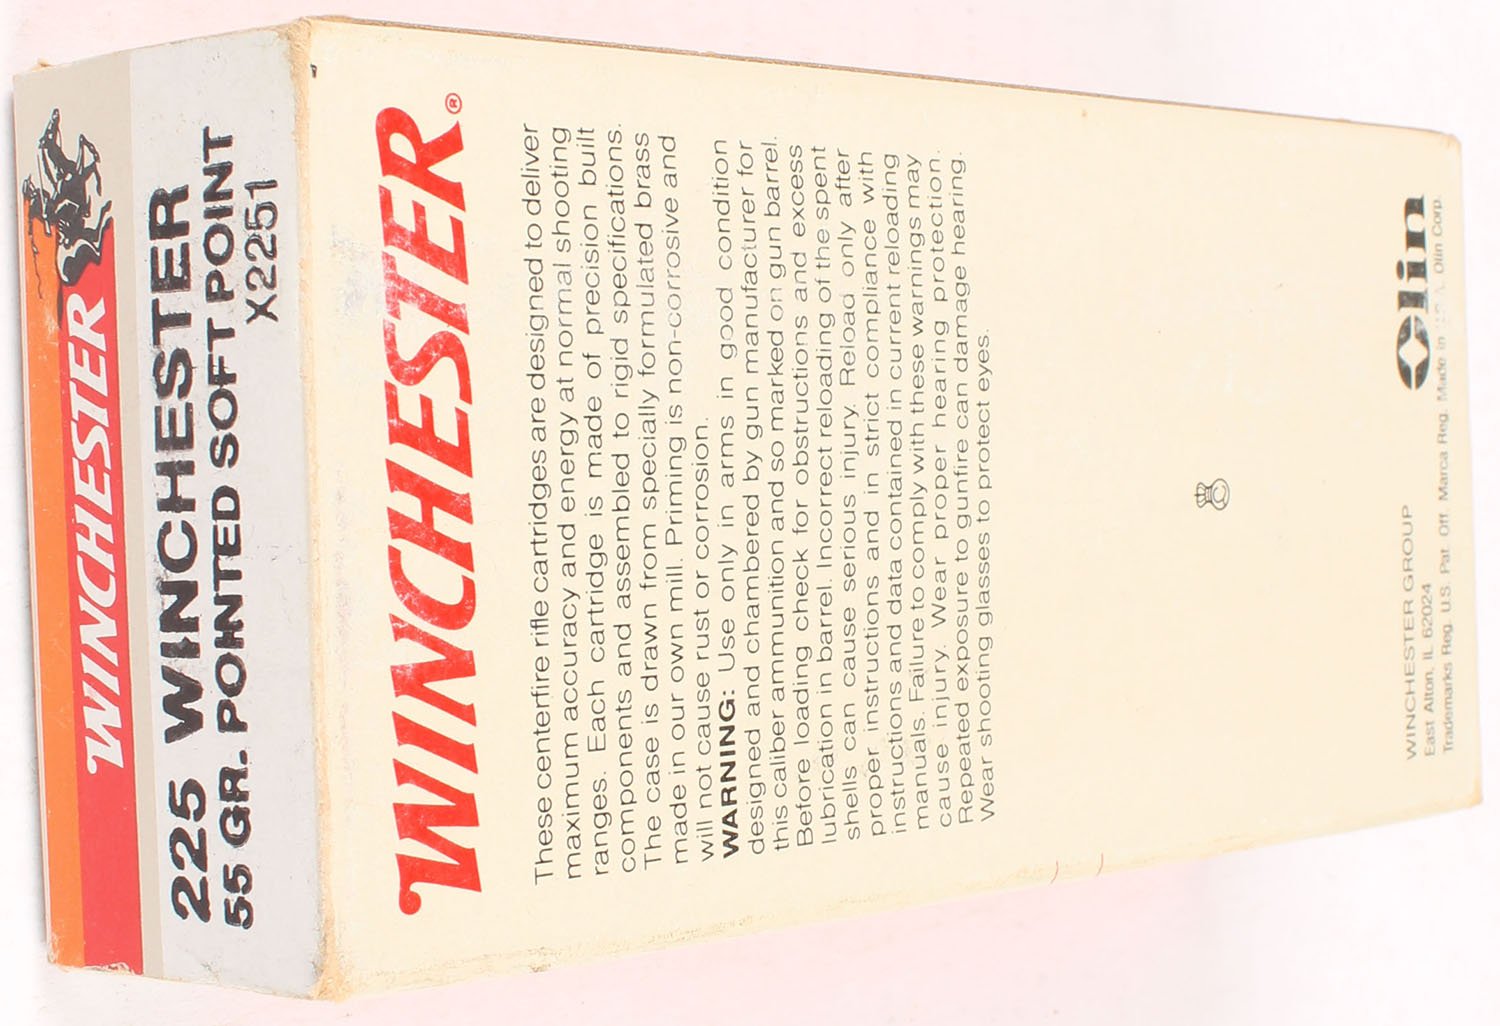 WINCHESTER
225 WINCHESTER
55 GR. POINTED SOFT POINT
X2251
WINCHESTER®
These centerfire rifle cartridges are designed to deliver
maximum accuracy and energy at normal shooting
ranges. Each cartridge is made of precision built
components and assembled to rigid specifications.
The case is drawn from specially formulated brass
made in our own mill. Priming is non-corrosive and
will not cause rust or corrosion.
WARNING: Use only in arms in good condition
designed and chambered by gun manufacturer for
this caliber ammunition and so marked on gun barrel.
Before loading check for obstructions and excess
lubrication in barrel. Incorrect reloading of the spent
shells can cause serious injury. Reload only after
proper instructions and in strict compliance with
instructions and data contained in current reloading
manuals. Failure to comply with these warnings may
cause injury. Wear proper hearing protection.
Repeated exposure to gunfire can damage hearing.
Wear shooting glasses to protect eyes.
C
WINCHESTER GROUP
East Alton, IL 62024
Trademarks Reg. U.S. Pat. Off. Marca Reg. Made in U.S.A. Olin Corp.
Olin